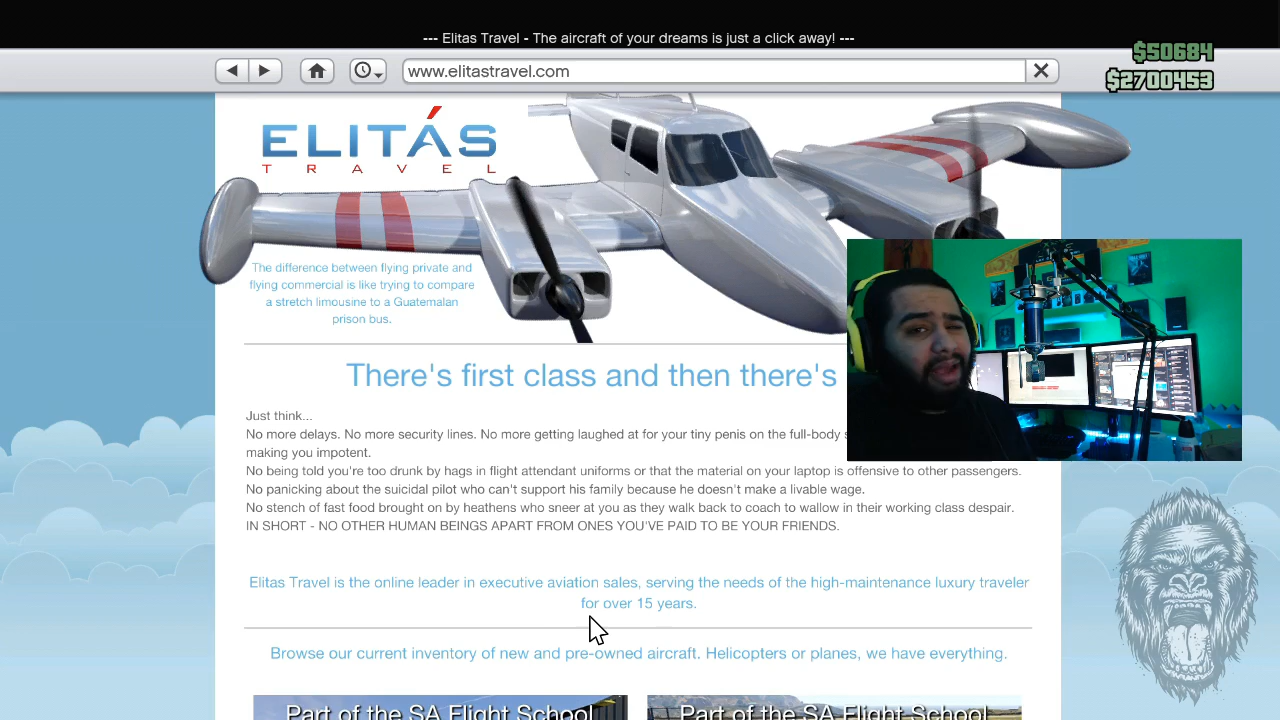 --- Elitas Travel - The aircraft of your dreams is just a click away! ---
$50684
www.elitastravel.com
$2700453
ELITÁS
TRAVEL
The difference between flying private and
flying commercial is like trying to compare
a stretch limousine to a Guatemalan
prison bus.
There's first class and then there's
Just think...
No more delays. No more security lines. No more getting laughed at for your tiny penis on the full-body
making you impotent.
No being told you're too drunk by hags in flight attendant uniforms or that the material on your laptop is offensive to other passengers.
No panicking about the suicidal pilot who can't support his family because he doesn't make a livable wage.
No stench of fast food brought on by heathens who sneer at you as they walk back to coach to wallow in their working class despair.
IN SHORT - NO OTHER HUMAN BEINGS APART FROM ONES YOU'VE PAID TO BE YOUR FRIENDS.
Elitas Travel is the online leader in executive aviation sales, serving the needs of the high-maintenance luxury traveler
for over 15 years.
Browse our current inventory of new and pre-owned aircraft. Helicopters or planes, we have everything.
Part of the SA Flight School
Part of the SA Flight School